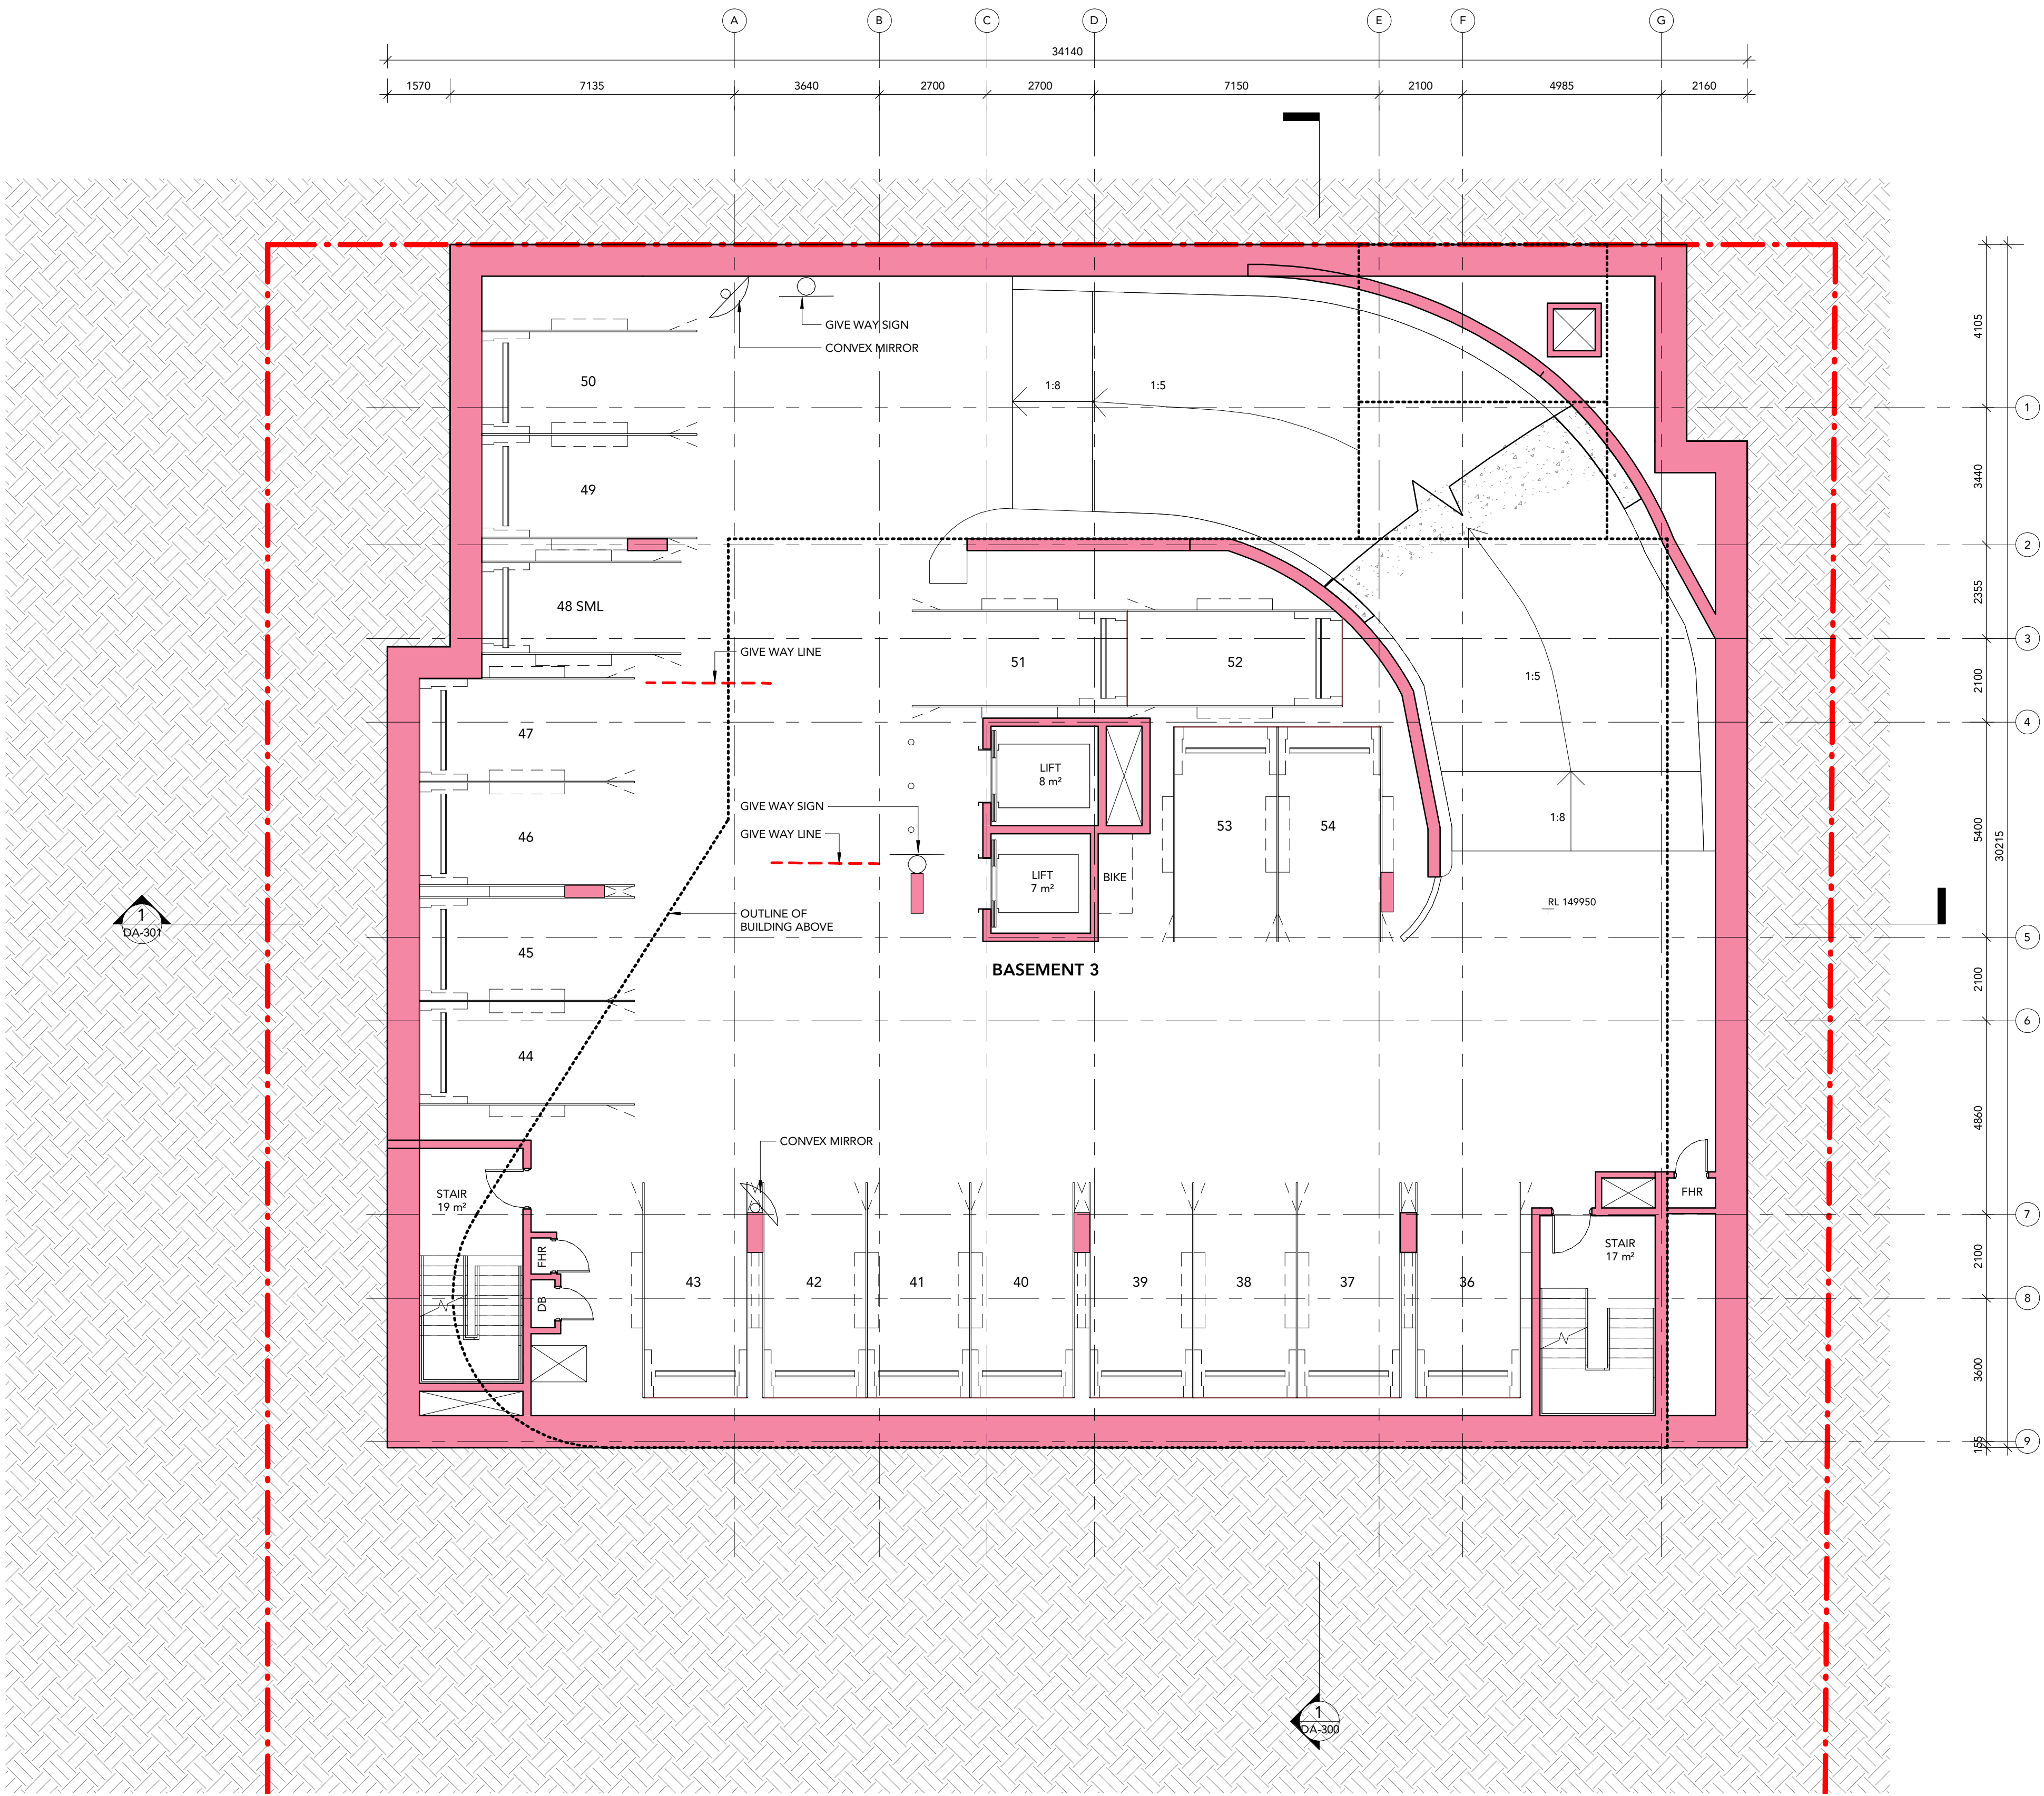 A B C D E F G
34140
1570 7135 3640 2700 2700 7150 2100 4985 2160
GIVE WAY SIGN
CONVEX MIRROR
4105
50
1:8 1:5
1
49
3440
2
48 SML
2355
3
GIVE WAY LINE
51 52
1:5
2100
47
4
LIFT
8 m²
GIVE WAY SIGN
GIVE WAY LINE
46
53 54
1:8
5400
30215
LIFT
7 m²
BIKE
RL 149950
OUTLINE OF
BUILDING ABOVE
1
DA-301
45
5
BASEMENT 3
2100
44
6
4860
CONVEX MIRROR
STAIR
19 m²
FHR
7
STAIR
17 m²
FHR
2100
43 42 41 40 39 38 37 36
DB
8
3600
155
9
1
DA-300